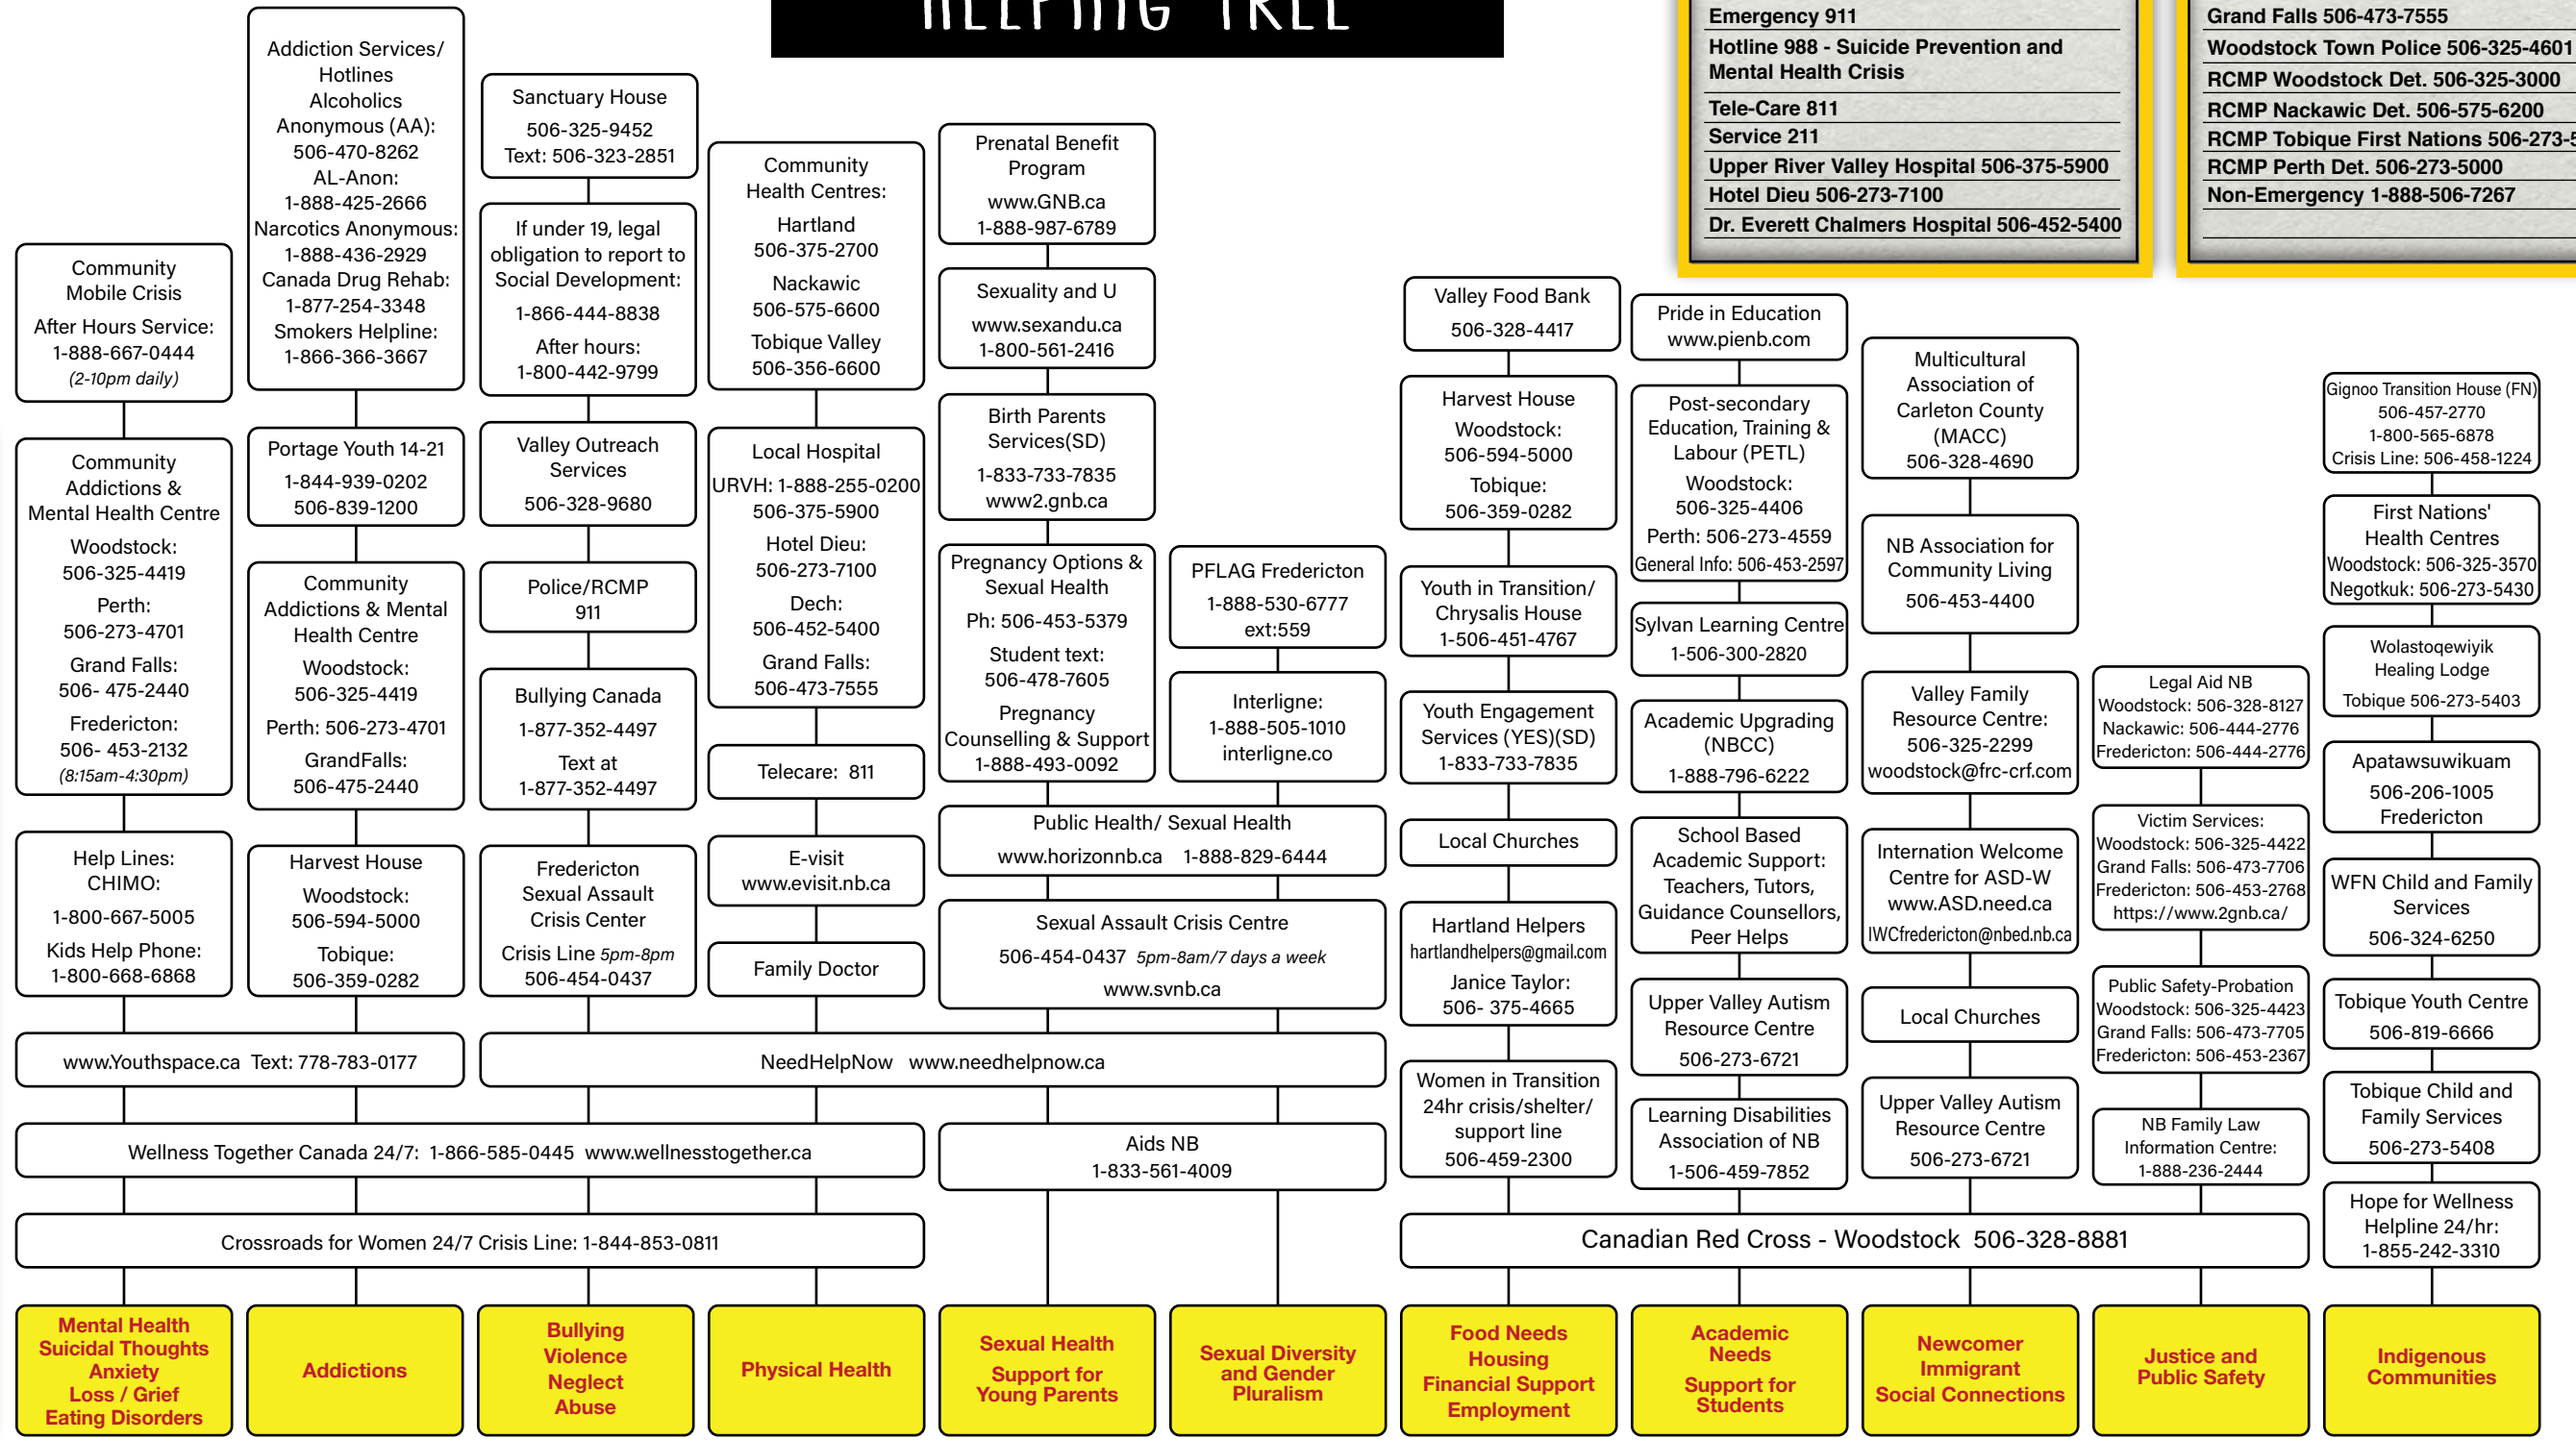 HELPING TREE
Emergency 911
Hotline 988 - Suicide Prevention and
Mental Health Crisis
Tele-Care 811
Service 211
Upper River Valley Hospital 506-375-5900
Hotel Dieu 506-273-7100
Dr. Everett Chalmers Hospital 506-452-5400
Grand Falls 506-473-7555
Woodstock Town Police 506-325-4601
RCMP Woodstock Det. 506-325-3000
RCMP Nackawic Det. 506-575-6200
RCMP Tobique First Nations 506-273-5
RCMP Perth Det. 506-273-5000
Non-Emergency 1-888-506-7267
Community
Mobile Crisis
After Hours Service:
1-888-667-0444
(2-10pm daily)
Community
Addictions &
Mental Health Centre
Woodstock:
506-325-4419
Perth:
506-273-4701
Grand Falls:
506- 475-2440
Fredericton:
506- 453-2132
(8:15am-4:30pm)
Help Lines:
CHIMO:
1-800-667-5005
Kids Help Phone:
1-800-668-6868
Addiction Services/
Hotlines
Alcoholics
Anonymous (AA):
506-470-8262
AL-Anon:
1-888-425-2666
Narcotics Anonymous:
1-888-436-2929
Canada Drug Rehab:
1-877-254-3348
Smokers Helpline:
1-866-366-3667
Portage Youth 14-21
1-844-939-0202
506-839-1200
Community
Addictions & Mental
Health Centre
Woodstock:
506-325-4419
Perth: 506-273-4701
GrandFalls:
506-475-2440
Harvest House
Woodstock:
506-594-5000
Tobique:
506-359-0282
www.Youthspace.ca Text: 778-783-0177
Sanctuary House
506-325-9452
Text: 506-323-2851
If under 19, legal
obligation to report to
Social Development:
1-866-444-8838
After hours:
1-800-442-9799
Valley Outreach
Services
506-328-9680
Police/RCMP
911
Bullying Canada
1-877-352-4497
Text at
1-877-352-4497
Fredericton
Sexual Assault
Crisis Center
Crisis Line 5pm-8pm
506-454-0437
Community
Health Centres:
Hartland
506-375-2700
Nackawic
506-575-6600
Tobique Valley
506-356-6600
Local Hospital
URVH: 1-888-255-0200
506-375-5900
Hotel Dieu:
506-273-7100
Dech:
506-452-5400
Grand Falls:
506-473-7555
Telecare: 811
E-visit
www.evisit.nb.ca
Family Doctor
Prenatal Benefit
Program
www.GNB.ca
1-888-987-6789
Sexuality and U
www.sexandu.ca
1-800-561-2416
Birth Parents
Services(SD)
1-833-733-7835
www2.gnb.ca
Pregnancy Options &
Sexual Health
Ph: 506-453-5379
Student text:
506-478-7605
Pregnancy
Counselling & Support
1-888-493-0092
PFLAG Fredericton
1-888-530-6777
ext:559
Interligne:
1-888-505-1010
interligne.co
Public Health/ Sexual Health
www.horizonnb.ca 1-888-829-6444
Sexual Assault Crisis Centre
506-454-0437 5pm-8am/7 days a week
www.svnb.ca
NeedHelpNow www.needhelpnow.ca
Wellness Together Canada 24/7: 1-866-585-0445 www.wellnesstogether.ca
Aids NB
1-833-561-4009
Crossroads for Women 24/7 Crisis Line: 1-844-853-0811
Valley Food Bank
506-328-4417
Harvest House
Woodstock:
506-594-5000
Tobique:
506-359-0282
Youth in Transition/
Chrysalis House
1-506-451-4767
Youth Engagement
Services (YES)(SD)
1-833-733-7835
Local Churches
Hartland Helpers
hartlandhelpers@gmail.com
Janice Taylor:
506- 375-4665
Women in Transition
24hr crisis/shelter/
support line
506-459-2300
Pride in Education
www.pienb.com
Post-secondary
Education, Training &
Labour (PETL)
Woodstock:
506-325-4406
Perth: 506-273-4559
General Info: 506-453-2597
Sylvan Learning Centre
1-506-300-2820
Academic Upgrading
(NBCC)
1-888-796-6222
School Based
Academic Support:
Teachers, Tutors,
Guidance Counsellors,
Peer Helps
Upper Valley Autism
Resource Centre
506-273-6721
Learning Disabilities
Association of NB
1-506-459-7852
Multicultural
Association of
Carleton County
(MACC)
506-328-4690
NB Association for
Community Living
506-453-4400
Valley Family
Resource Centre:
506-325-2299
woodstock@frc-crf.com
Internation Welcome
Centre for ASD-W
www.ASD.need.ca
IWCfredericton@nbed.nb.ca
Local Churches
Upper Valley Autism
Resource Centre
506-273-6721
Legal Aid NB
Woodstock: 506-328-8127
Nackawic: 506-444-2776
Fredericton: 506-444-2776
Victim Services:
Woodstock: 506-325-4422
Grand Falls: 506-473-7706
Fredericton: 506-453-2768
https://www.2gnb.ca/
Public Safety-Probation
Woodstock: 506-325-4423
Grand Falls: 506-473-7705
Fredericton: 506-453-2367
NB Family Law
Information Centre:
1-888-236-2444
Canadian Red Cross - Woodstock 506-328-8881
Gignoo Transition House (FN)
506-457-2770
1-800-565-6878
Crisis Line: 506-458-1224
First Nations'
Health Centres
Woodstock: 506-325-3570
Negotkuk: 506-273-5430
Wolastoqewiyik
Healing Lodge
Tobique 506-273-5403
Apatawsuwikuam
506-206-1005
Fredericton
WFN Child and Family
Services
506-324-6250
Tobique Youth Centre
506-819-6666
Tobique Child and
Family Services
506-273-5408
Hope for Wellness
Helpline 24/hr:
1-855-242-3310
Mental Health
Suicidal Thoughts
Anxiety
Loss / Grief
Eating Disorders
Addictions
Bullying
Violence
Neglect
Abuse
Physical Health
Sexual Health
Support for
Young Parents
Sexual Diversity
and Gender
Pluralism
Food Needs
Housing
Financial Support
Employment
Academic
Needs
Support for
Students
Newcomer
Immigrant
Social Connections
Justice and
Public Safety
Indigenous
Communities